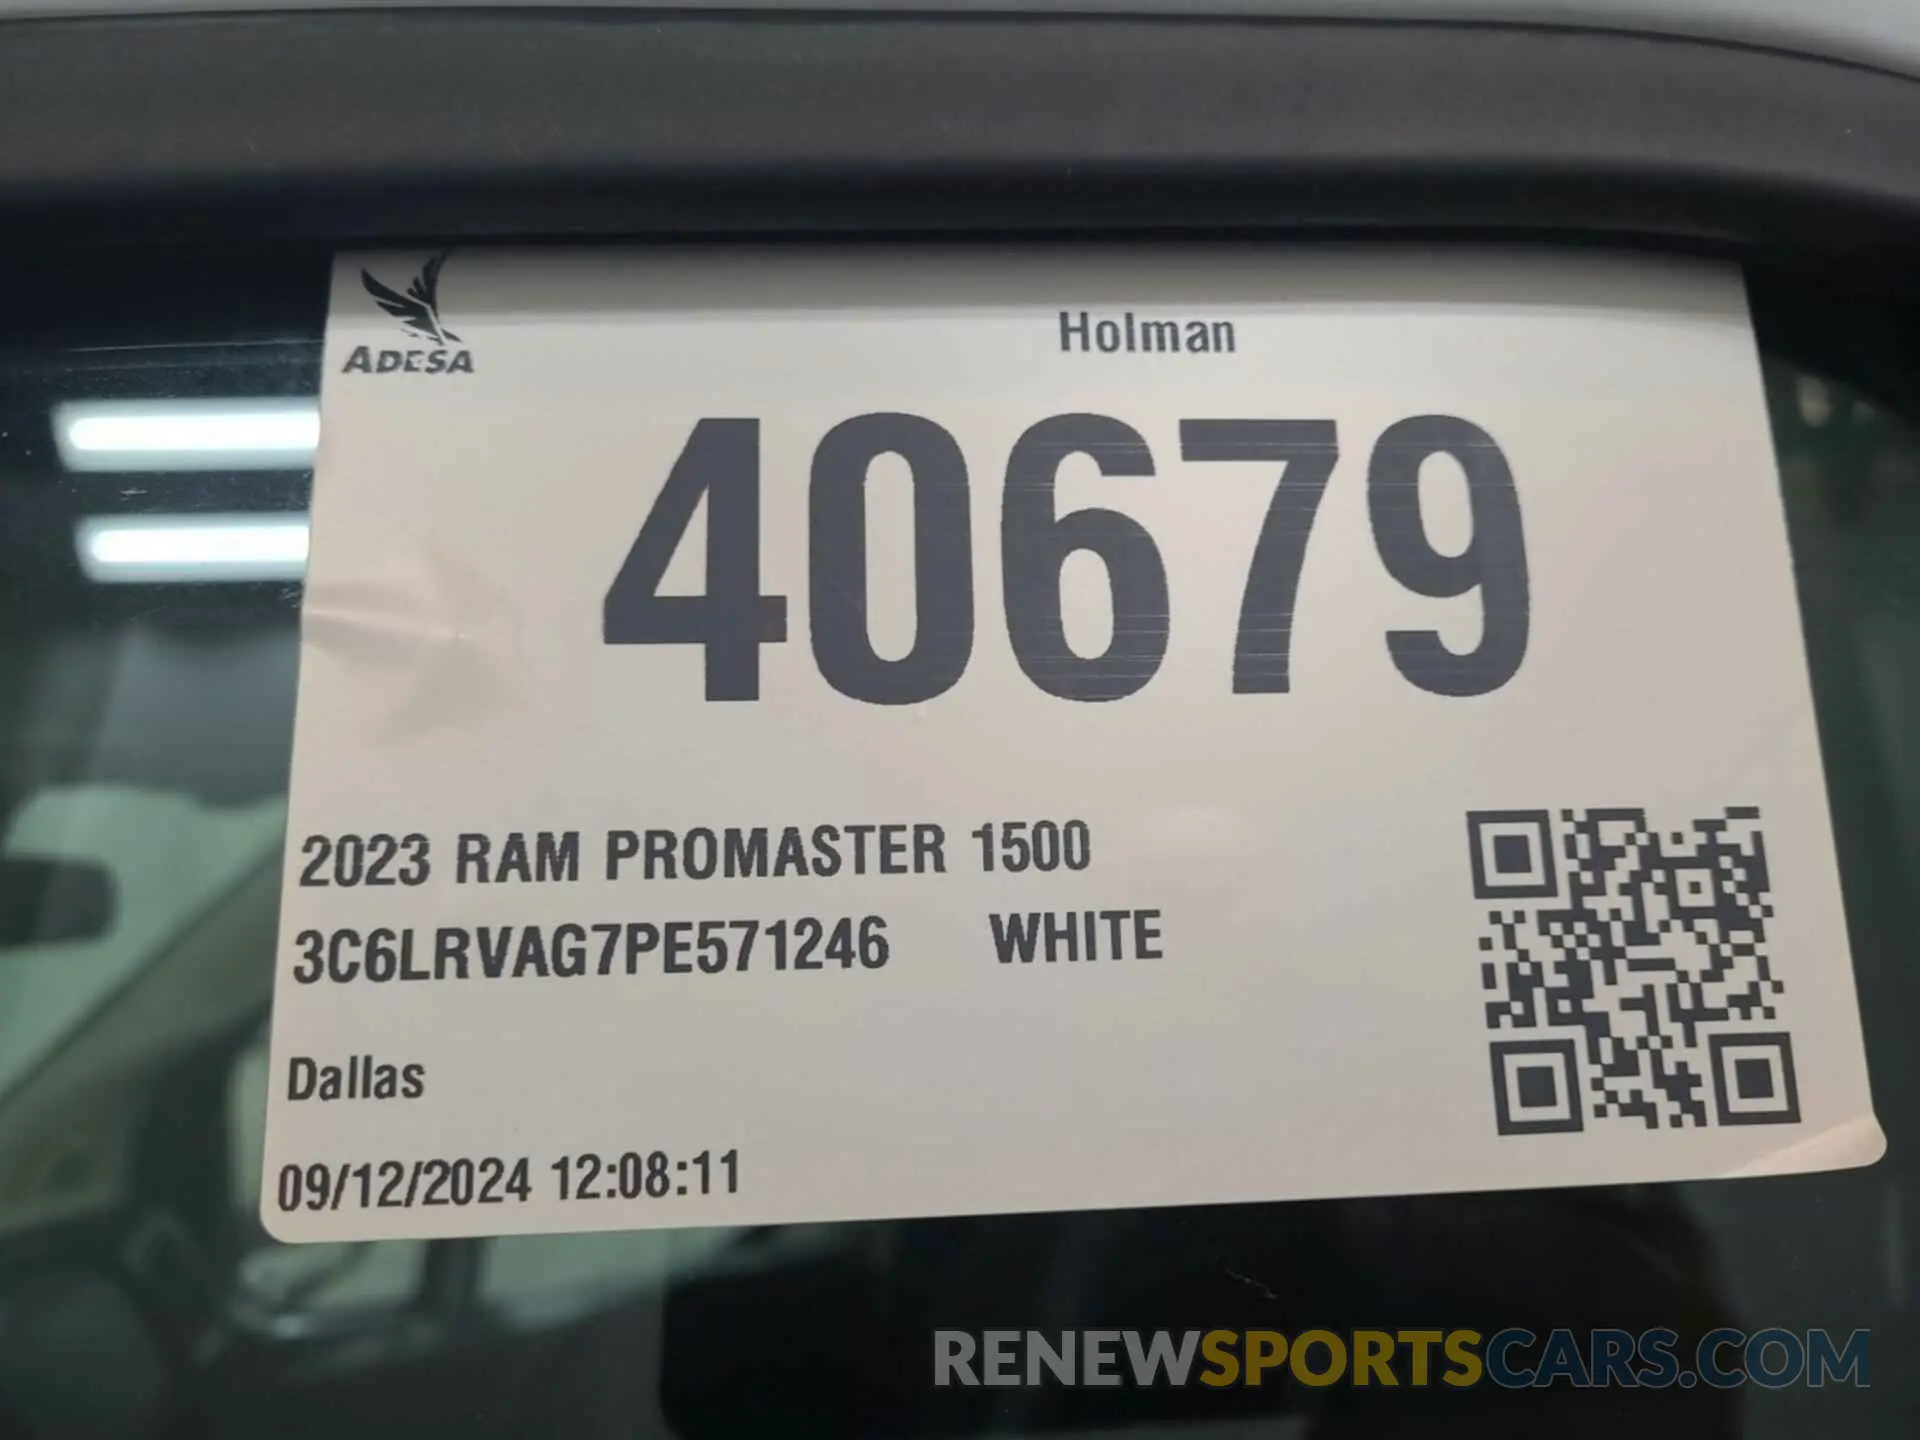 ADESA
Holman
40679
2023 RAM PROMASTER 1500
3C6LRVAG7PE571246 WHITE
Dallas
09/12/2024 12:08:11
RENEWSPORTSCARS.COM